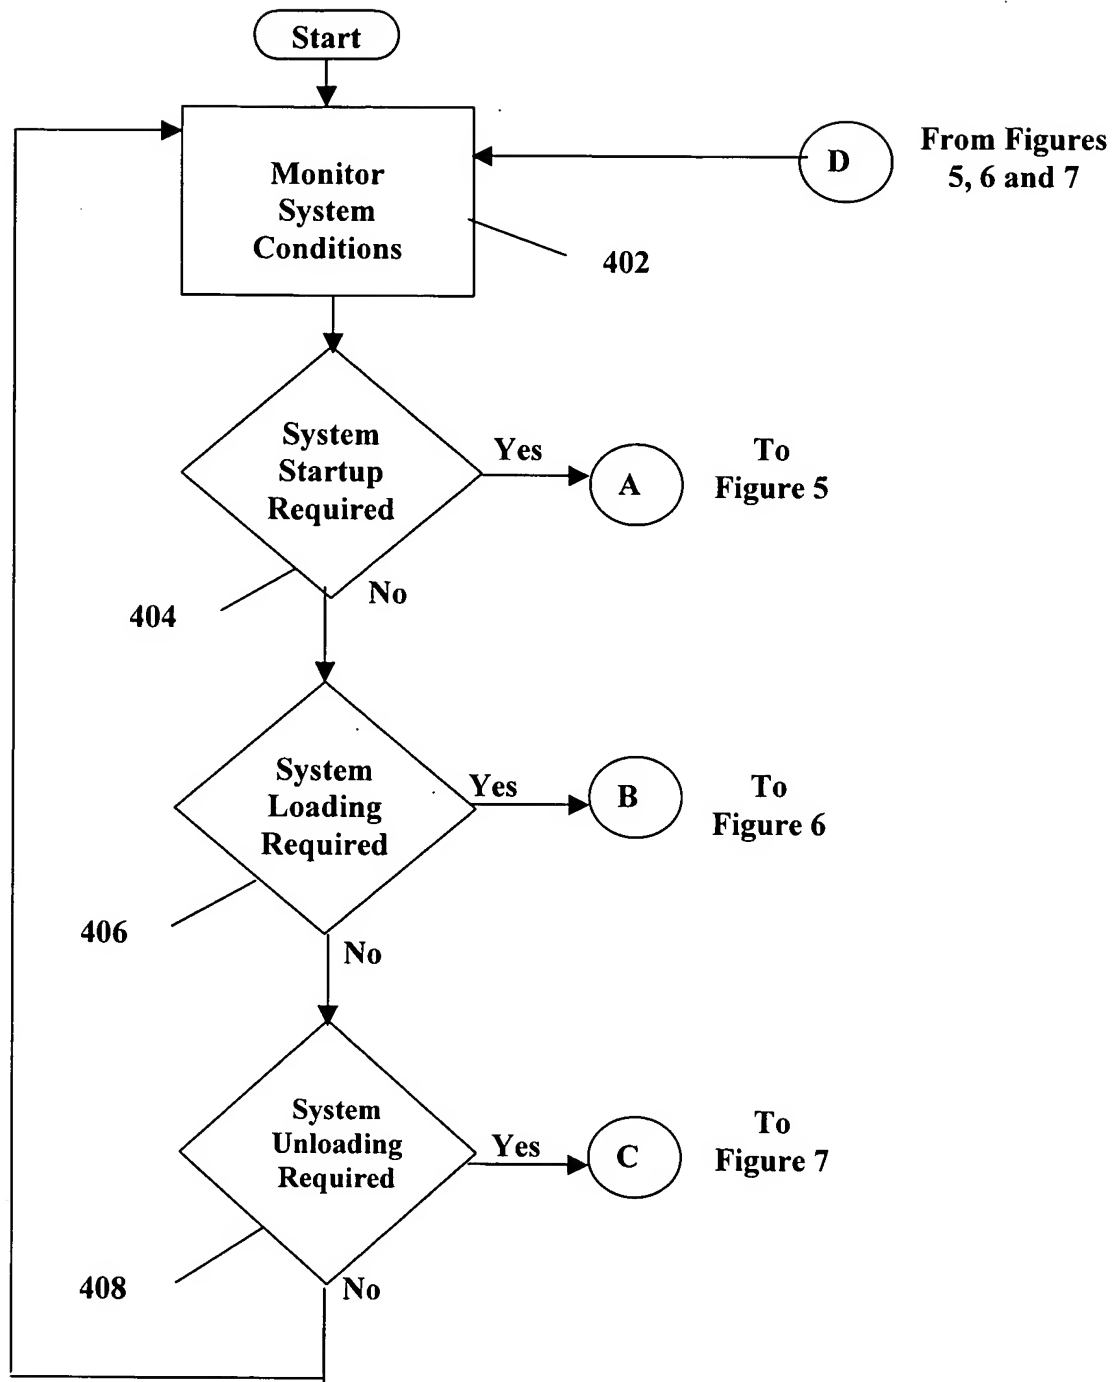 Start
Monitor
System
Conditions
D
From Figures
5, 6 and 7
402
System
Startup
Required
Yes
A
To
Figure 5
404
No
System
Loading
Required
Yes
B
To
Figure 6
406
No
System
Unloading
Required
Yes
C
To
Figure 7
408
No